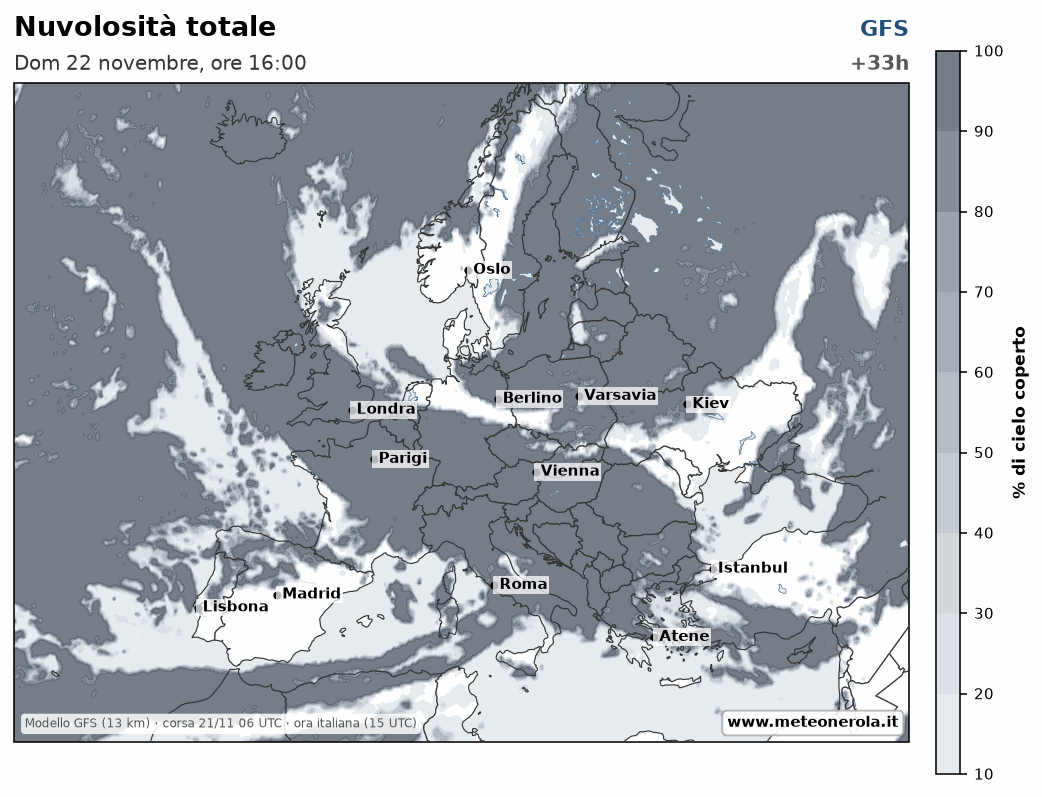 Nuvolosità totale
GFS
Dom 22 novembre, ore 16:00
+33h
100
90
80
70
60
50
40
30
20
10
% di cielo coperto
Oslo
Berlino
Varsavia
Kiev
Londra
Parigi
Vienna
Istanbul
Roma
Madrid
Lisbona
Atene
Modello GFS (13 km) · corsa 21/11 06 UTC · ora italiana (15 UTC)
www.meteonerola.it